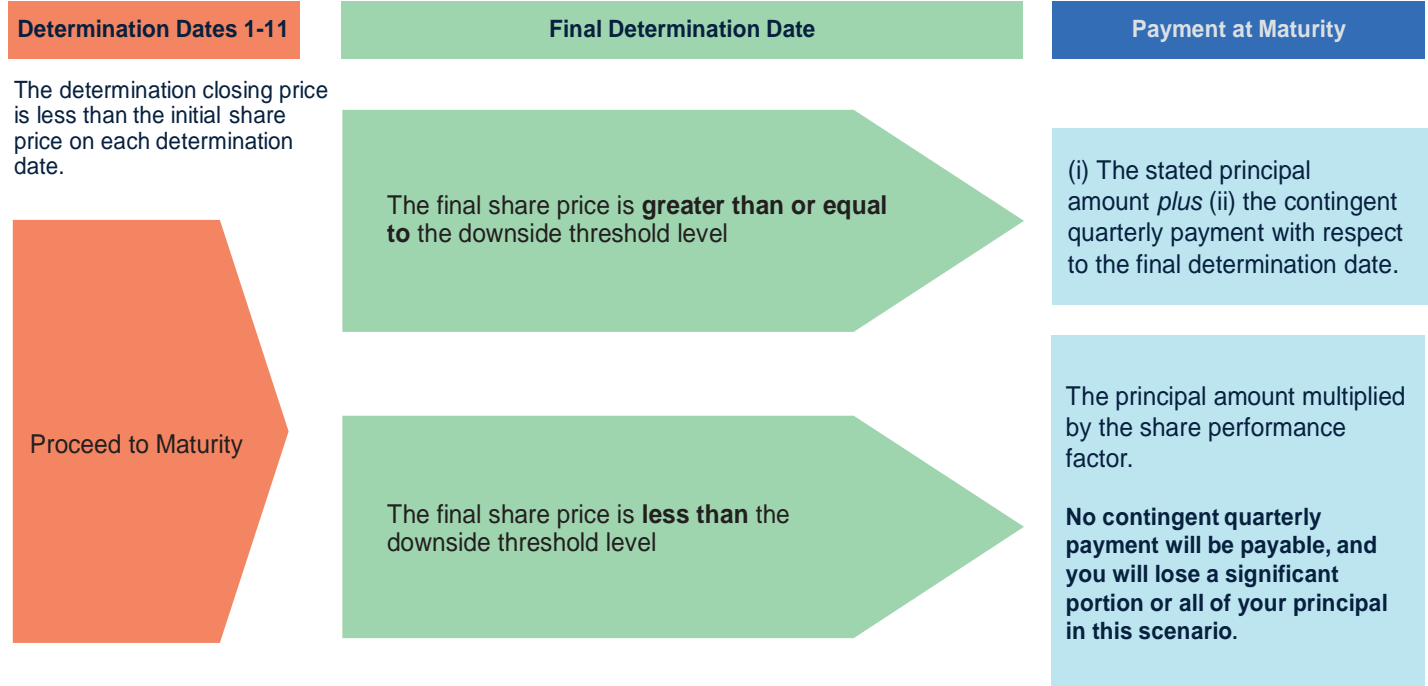 Determination Dates 1-11
Final Determination Date
Payment at Maturity
The determination closing price
is less than the initial share
price on each determination
date.
Proceed to Maturity
The final share price is greater than or equal
to the downside threshold level
(i) The stated principal
amount plus (ii) the contingent
quarterly payment with respect
to the final determination date.
The final share price is less than the
downside threshold level
The principal amount multiplied
by the share performance
factor.
No contingent quarterly
payment will be payable, and
you will lose a significant
portion or all of your principal
in this scenario.